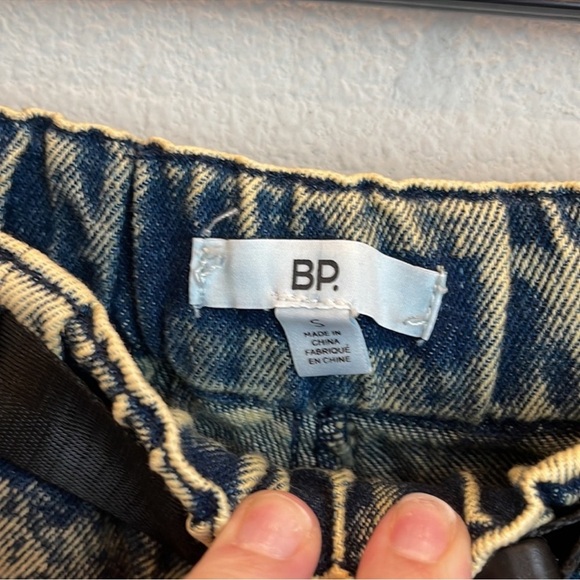 BP.
S
MADE IN
CHINA
FABRIQUÉ
EN CHINE